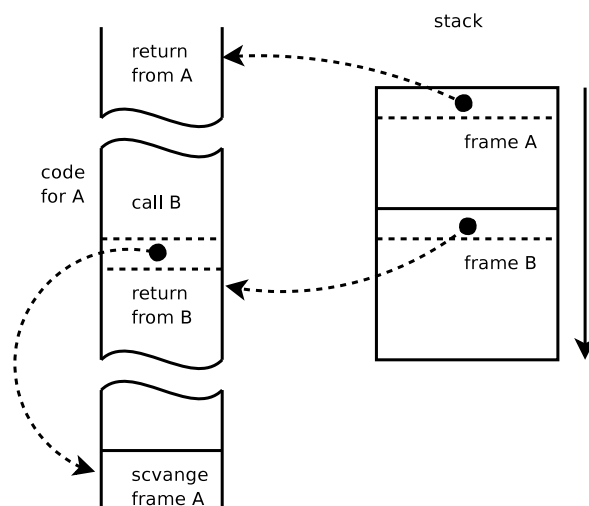 stack
return
from A
frame A
code
for A
call B
frame B
return
from B
scvange
frame A